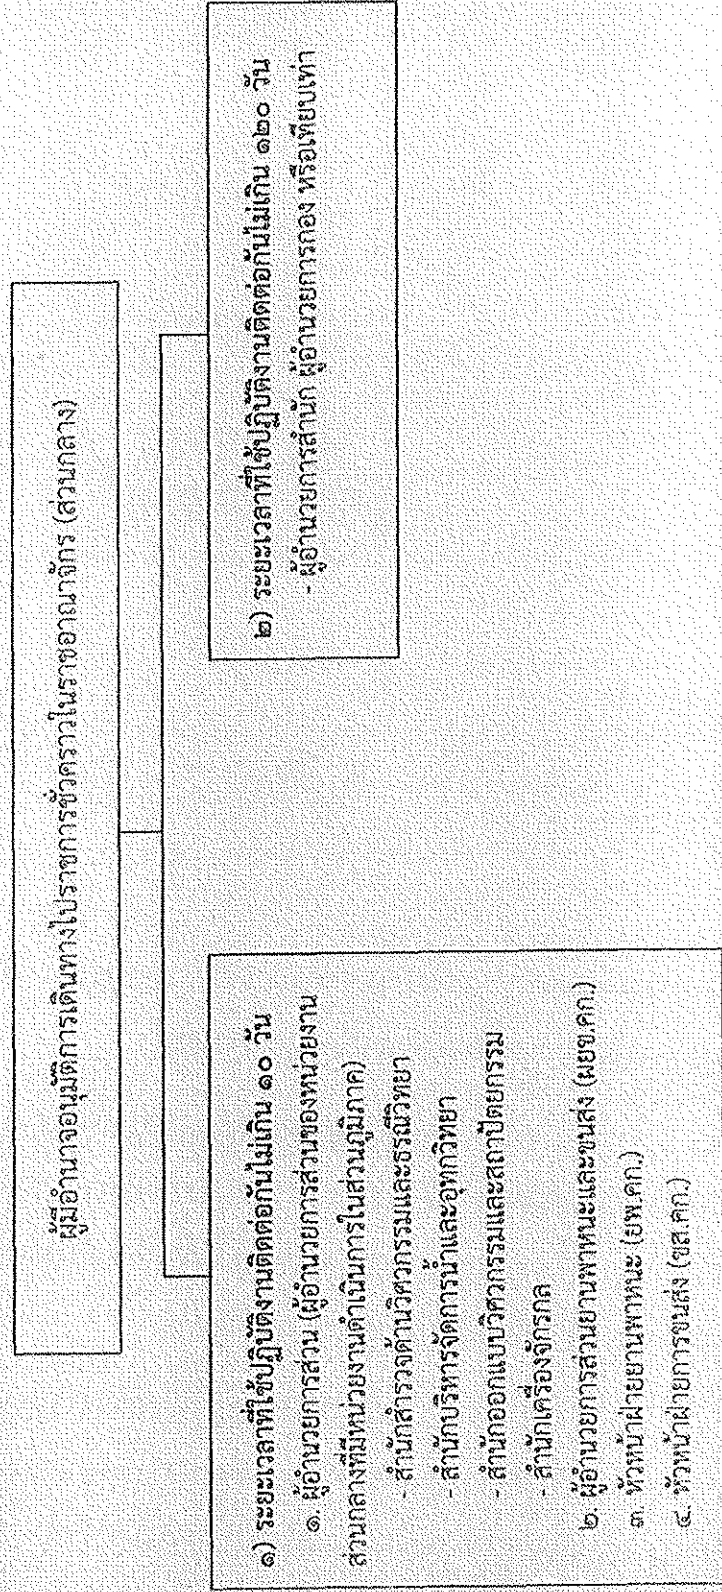 ผู้มีอำนาจอนุมัติการเดินทางไปราชการชั่วคราวในราชอาณาจักร (ส่วนกลาง)
๑) ระยะเวลาที่ใช้ปฏิบัติงานติดต่อกันไม่เกิน ๑๐ วัน
๑. ผู้อำนวยการส่วน (ผู้อำนวยการส่วนของหน่วยงาน
ส่วนกลางที่มีหน่วยงานดำเนินการในส่วนภูมิภาค)
- สำนักสำรวจด้านวิศวกรรมและธรณีวิทยา
- สำนักบริหารจัดการน้ำและอุทกวิทยา
- สำนักออกแบบวิศวกรรมและสถาปัตยกรรม
- สำนักเครื่องจักรกล
๒. ผู้อำนวยการส่วนยานพาหนะและขนส่ง (ผยข.คก.)
๓. หัวหน้าฝ่ายยานพาหนะ (ยพ.คก.)
๔. หัวหน้าฝ่ายการขนส่ง (ขส.คก.)
๒) ระยะเวลาที่ใช้ปฏิบัติงานติดต่อกันไม่เกิน ๑๒๐ วัน
- ผู้อำนวยการสำนัก ผู้อำนวยการกอง หรือเทียบเท่า